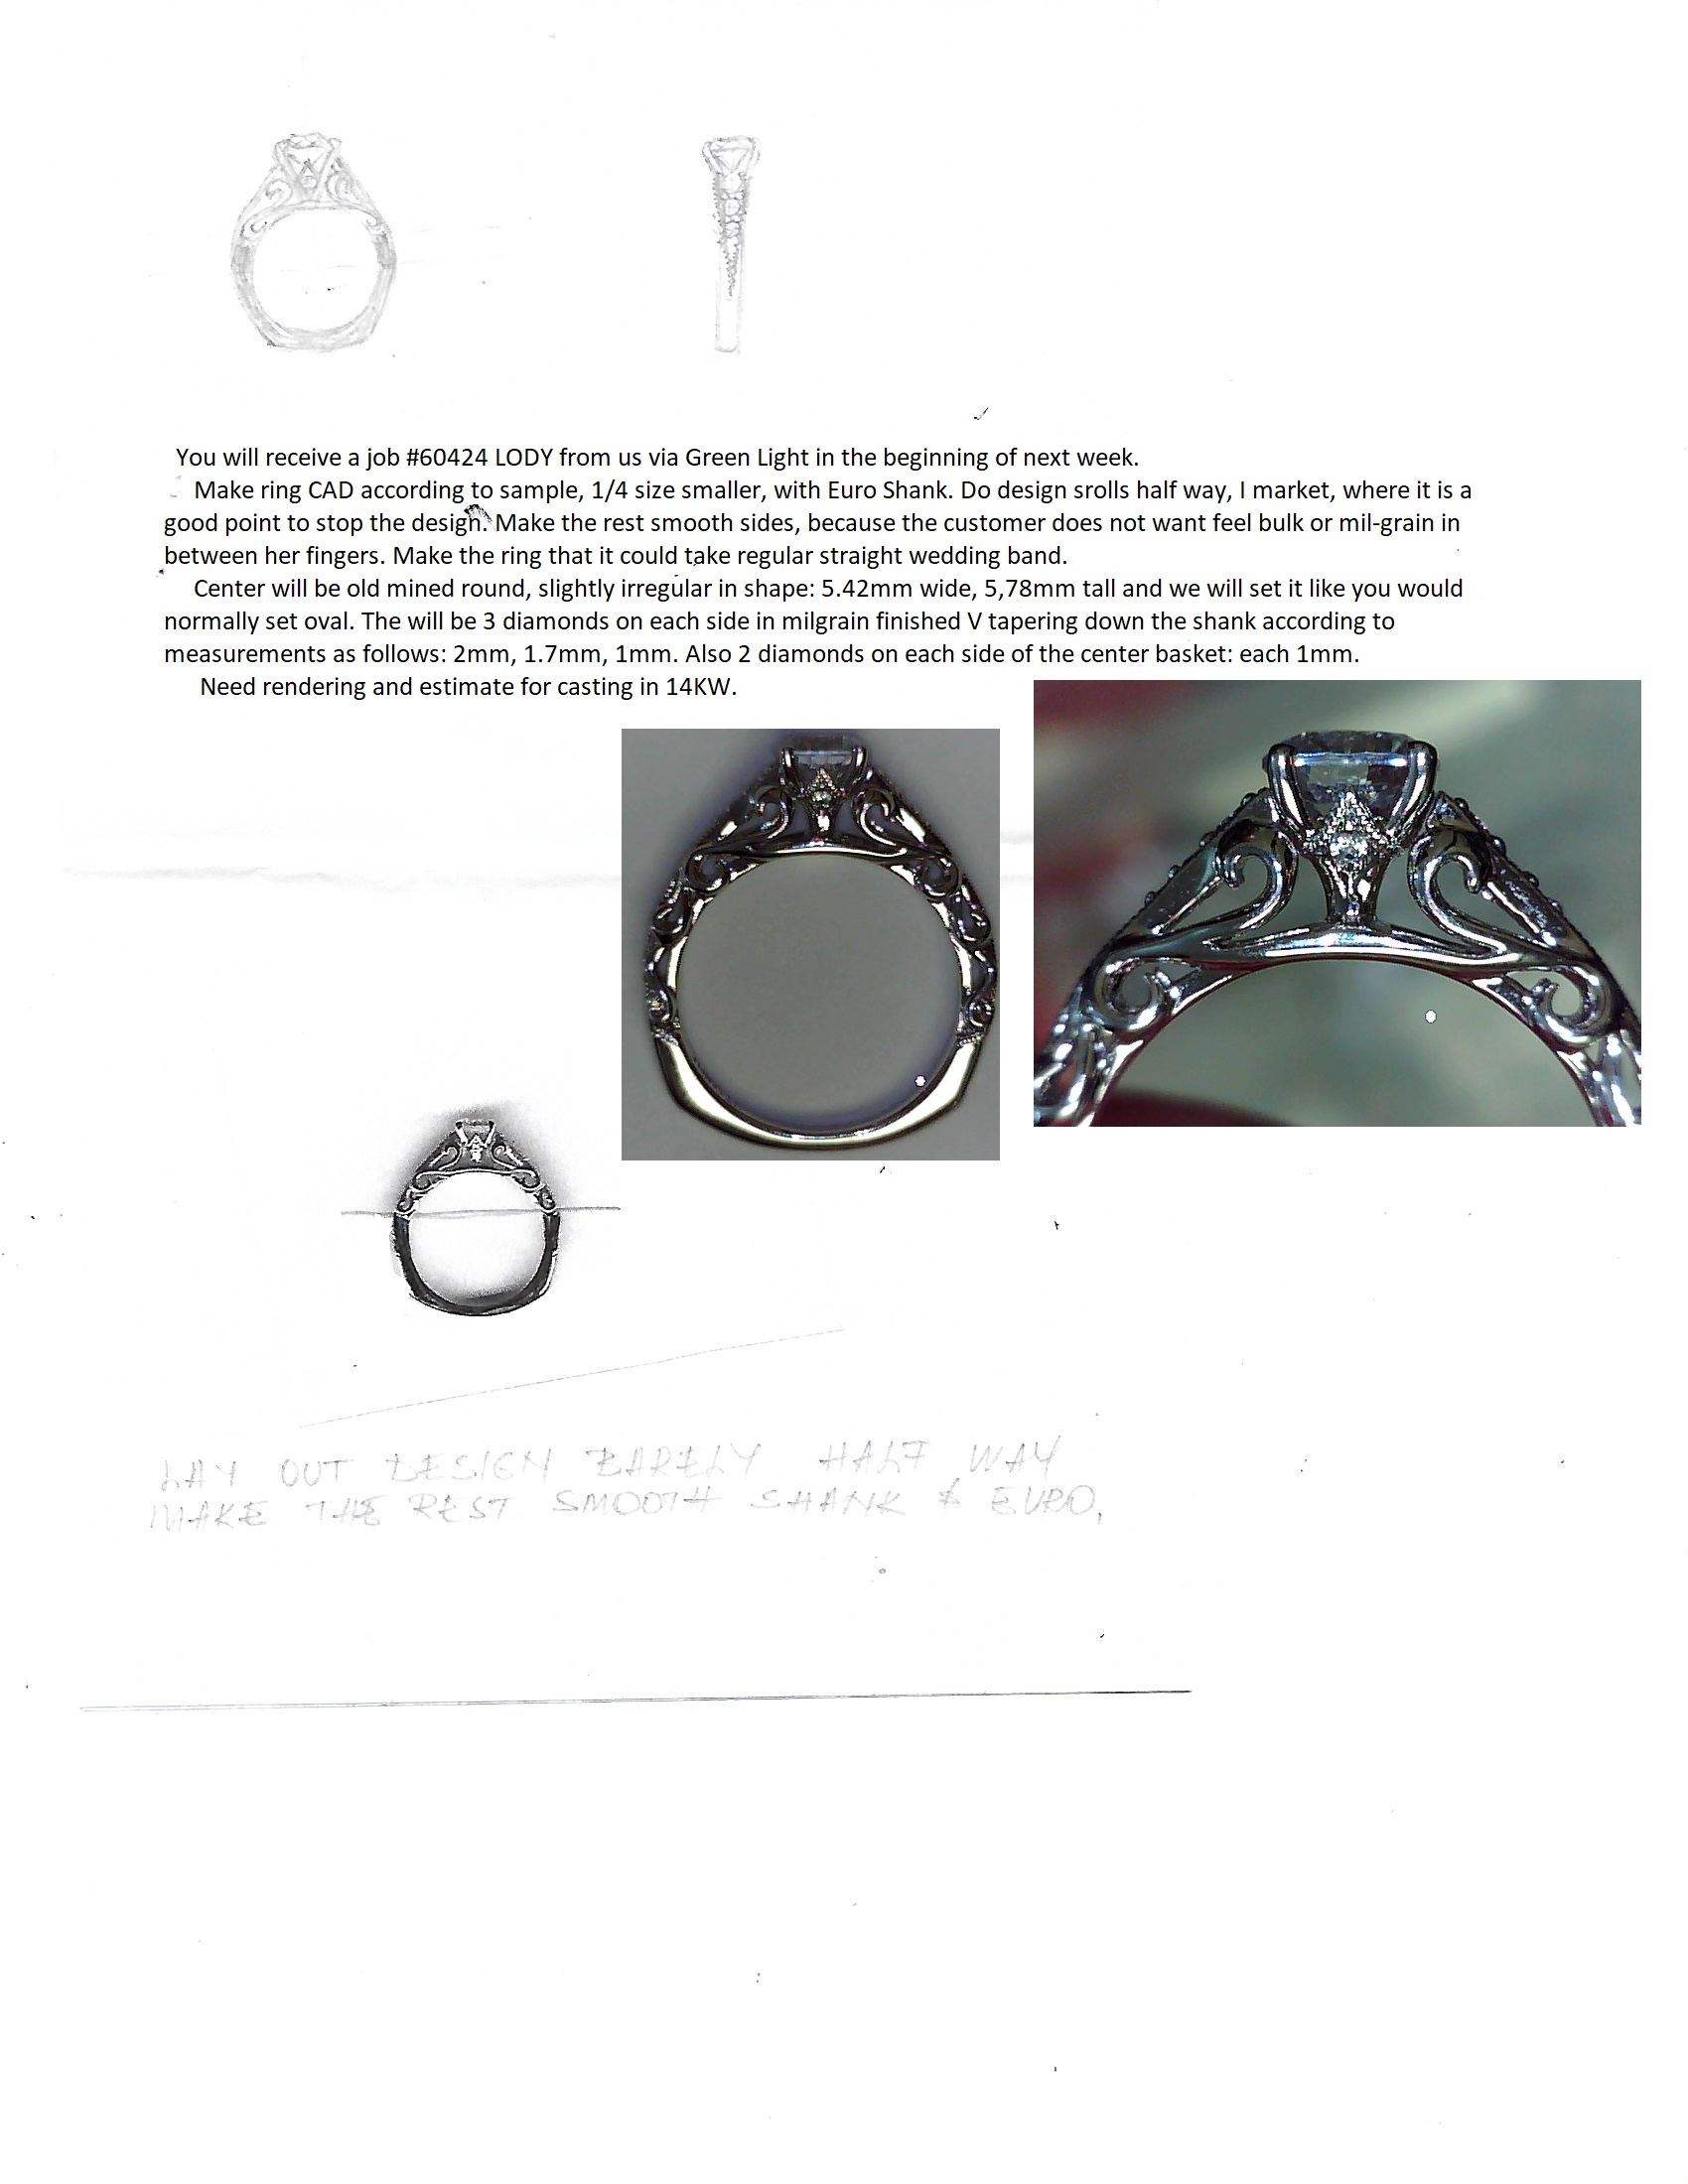 You will receive a job #60424 LODY from us via Green Light in the beginning of next week.
Make ring CAD according to sample, 1/4 size smaller, with Euro Shank. Do design srolls half way, I market, where it is a
good point to stop the design. Make the rest smooth sides, because the customer does not want feel bulk or mil-grain in
between her fingers. Make the ring that it could take regular straight wedding band.
Center will be old mined round, slightly irregular in shape: 5.42mm wide, 5,78mm tall and we will set it like you would
normally set oval. The will be 3 diamonds on each side in milgrain finished V tapering down the shank according to
measurements as follows: 2mm, 1.7mm, 1mm. Also 2 diamonds on each side of the center basket: each 1mm.
Need rendering and estimate for casting in 14KW.
LAY OUT DESIGN BARELY HALF WAY
MAKE THE REST SMOOTH SHANK & EURO,